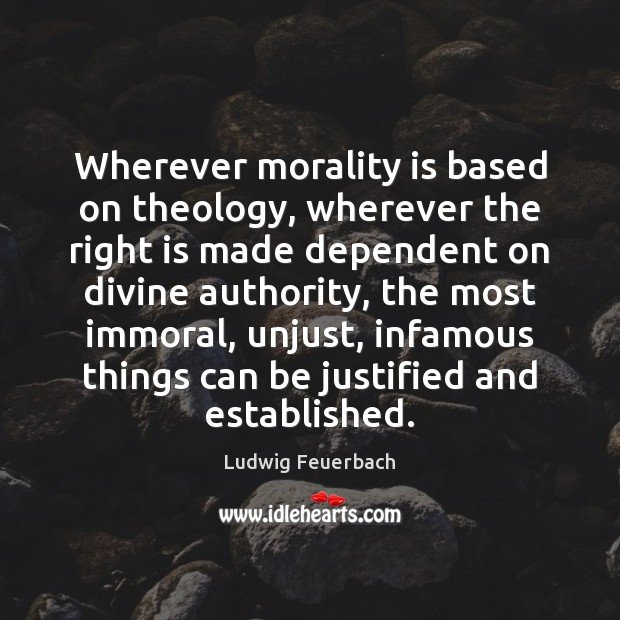 Wherever morality is based
on theology, wherever the
right is made dependent on
divine authority, the most
immoral, unjust, infamous
things can be justified and
established.
Ludwig Feuerbach
www.idlehearts.com